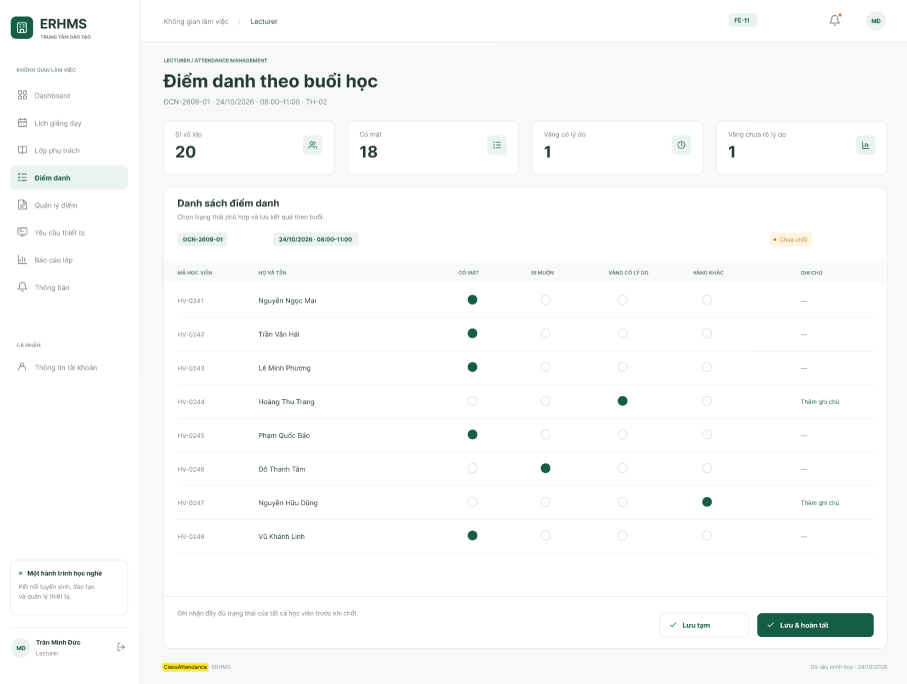 ERHMS
TRUNG TÂM ĐÀO TẠO
KHÔNG GIAN LÀM VIỆC
Dashboard
Lịch giảng dạy
Lớp phụ trách
Điểm danh
Quản lý điểm
Yêu cầu thiết bị
Báo cáo lớp
Thông báo
CÁ NHÂN
Thông tin tài khoản
Một hành trình học nghề
Kết nối tuyển sinh, đào tạo
và quản lý thiết bị.
MĐ
Trần Minh Đức
Lecturer
Không gian làm việc / Lecturer
FE-11
MĐ
LECTURER / ATTENDANCE MANAGEMENT
Điểm danh theo buổi học
ĐCN-2609-01 · 24/10/2026 · 08:00–11:00 · TH-02
Sĩ số lớp
20
Có mặt
18
Vắng có lý do
1
Vắng chưa rõ lý do
1
Danh sách điểm danh
Chọn trạng thái phù hợp và lưu kết quả theo buổi.
ĐCN-2609-01
24/10/2026 · 08:00–11:00
Chưa chốt
MÃ HỌC VIÊN HỌ VÀ TÊN CÓ MẶT ĐI MUỘN VẮNG CÓ LÝ DO VẮNG KHÁC GHI CHÚ
HV-0241 Nguyễn Ngọc Mai —
HV-0242 Trần Văn Hải —
HV-0243 Lê Minh Phương —
HV-0244 Hoàng Thu Trang Thêm ghi chú
HV-0245 Phạm Quốc Bảo —
HV-0246 Đỗ Thanh Tâm —
HV-0247 Nguyễn Hữu Dũng Thêm ghi chú
HV-0248 Vũ Khánh Linh —
Ghi nhận đầy đủ trạng thái của tất cả học viên trước khi chốt.
Lưu tạm
Lưu & hoàn tất
ClassAttendance · ERHMS
Dữ liệu minh họa · 24/10/2026